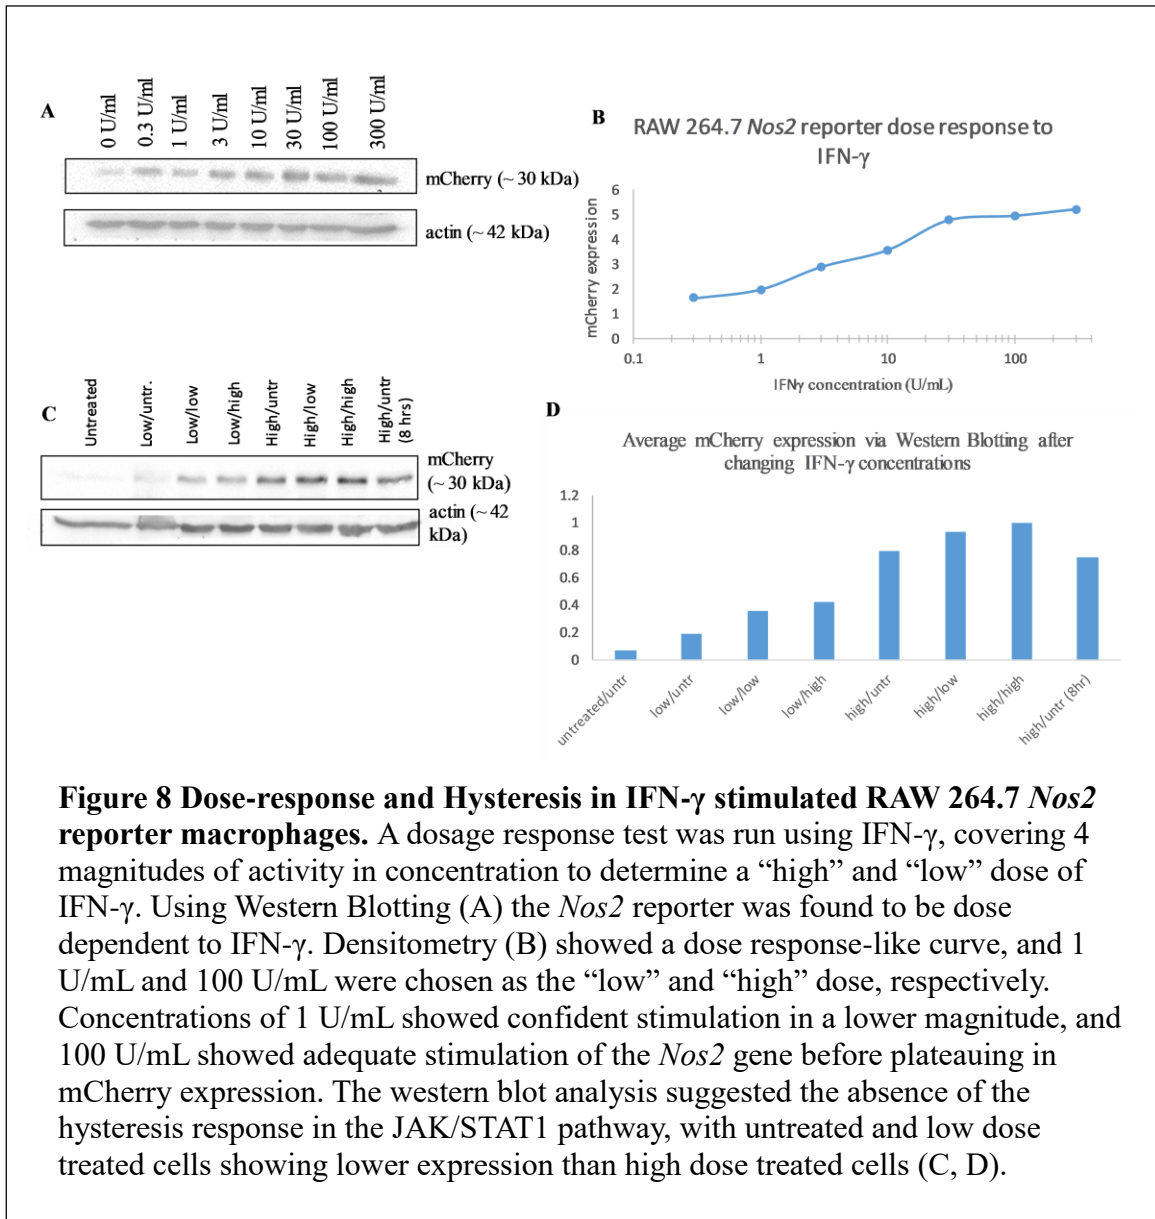 A
0 U/ml
0.3 U/ml
1 U/ml
3 U/ml
10 U/ml
30 U/ml
100 U/ml
300 U/ml
mCherry (~ 30 kDa)
actin (~ 42 kDa)
B
RAW 264.7 Nos2 reporter dose response to
IFN-γ
mCherry expression
6
5
4
3
2
1
0
0.1
1
10
100
IFNγ concentration (U/mL)
C
Untreated
Low/untr.
Low/low
Low/high
High/untr
High/low
High/high
High/untr
(8 hrs)
mCherry
(~ 30 kDa)
actin (~ 42
kDa)
D
Average mCherry expression via Western Blotting after
changing IFN-γ concentrations
1.2
1
0.8
0.6
0.4
0.2
0
untreated/untr
low/untr
low/low
low/high
high/untr
high/low
high/high
high/untr (8hr)
Figure 8 Dose-response and Hysteresis in IFN-γ stimulated RAW 264.7 Nos2
reporter macrophages. A dosage response test was run using IFN-γ, covering 4
magnitudes of activity in concentration to determine a “high” and “low” dose of
IFN-γ. Using Western Blotting (A) the Nos2 reporter was found to be dose
dependent to IFN-γ. Densitometry (B) showed a dose response-like curve, and 1
U/mL and 100 U/mL were chosen as the “low” and “high” dose, respectively.
Concentrations of 1 U/mL showed confident stimulation in a lower magnitude, and
100 U/mL showed adequate stimulation of the Nos2 gene before plateauing in
mCherry expression. The western blot analysis suggested the absence of the
hysteresis response in the JAK/STAT1 pathway, with untreated and low dose
treated cells showing lower expression than high dose treated cells (C, D).